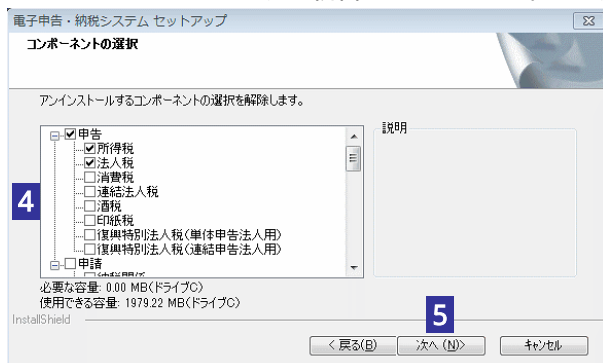 電子申告・納税システム セットアップ
コンポーネントの選択
アンインストールするコンポーネントの選択を解除します。
申告
所得税
法人税
消費税
連結法人税
酒税
印紙税
復興特別法人税(単体申告法人用)
復興特別法人税(連結申告法人用)
申請
説明
4
必要な容量: 0.00 MB(ドライブC)
使用できる容量: 1979.22 MB(ドライブC)
InstallShield
5
< 戻る(B)
次へ (N)>
キャンセル